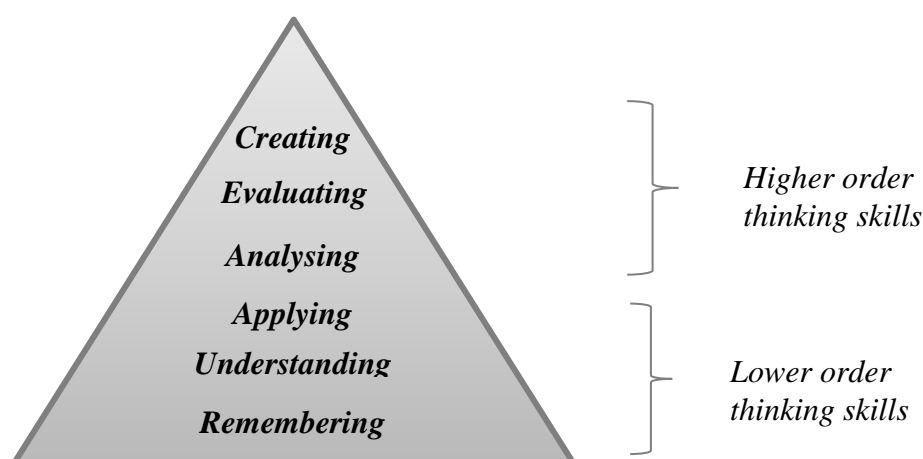 Creating
Evaluating
Analysing
Applying
Understanding
Remembering
Higher order
thinking skills
Lower order
thinking skills